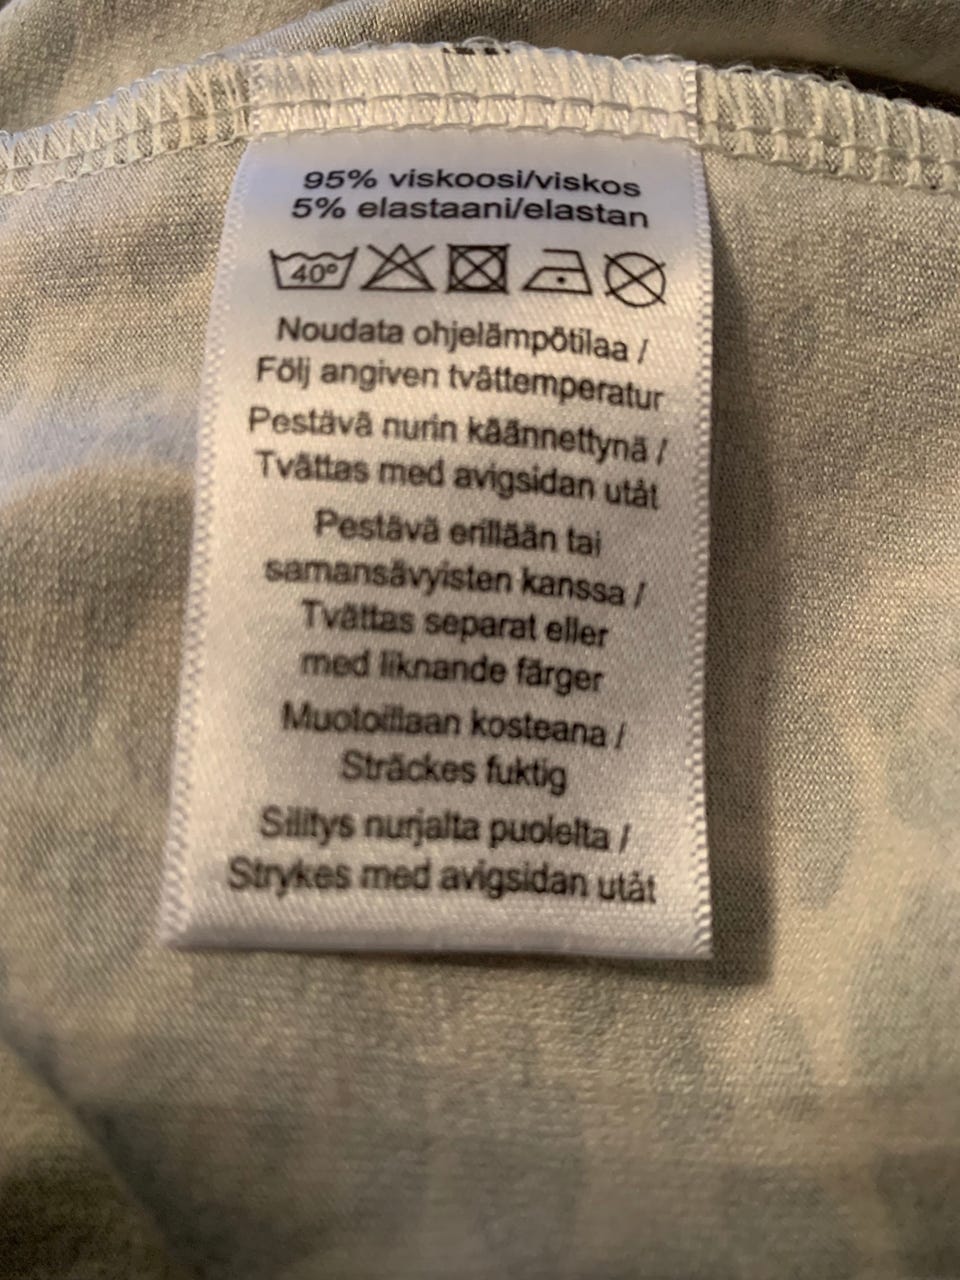 95% viskoosi/viskos
5% elastaani/elastan
40°
Noudata ohjelämpötilaa /
Följ angiven tvättemperatur
Pestävä nurin käännettynä /
Tvättas med avigsidan utåt
Pestävä erillään tai
samansävyisten kanssa /
Tvättas separat eller
med liknande färger
Muotoillaan kosteana /
Sträckes fuktig
Silitys nurjalta puolelta /
Strykes med avigsidan utåt